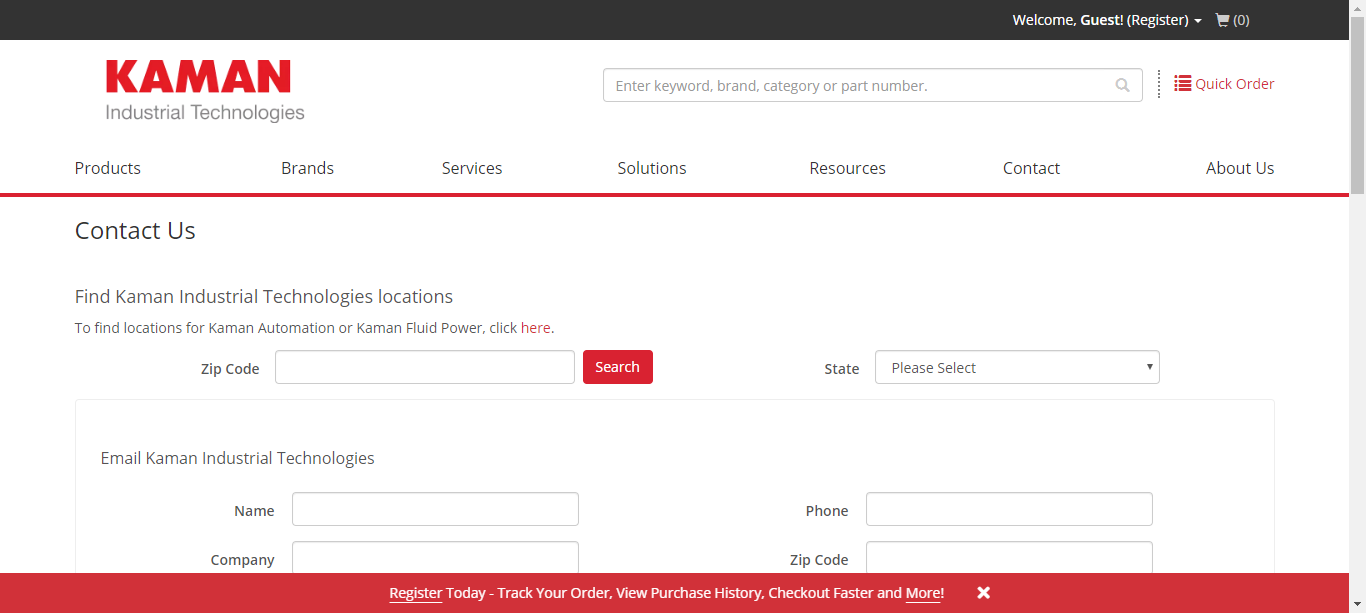 Welcome, Guest! (Register) (0)
KAMAN
Industrial Technologies
Enter keyword, brand, category or part number.
Quick Order
Products Brands Services Solutions Resources Contact About Us
Contact Us
Find Kaman Industrial Technologies locations
To find locations for Kaman Automation or Kaman Fluid Power, click here.
Zip Code Search State Please Select
Email Kaman Industrial Technologies
Name Phone
Company Zip Code
Register Today - Track Your Order, View Purchase History, Checkout Faster and More!